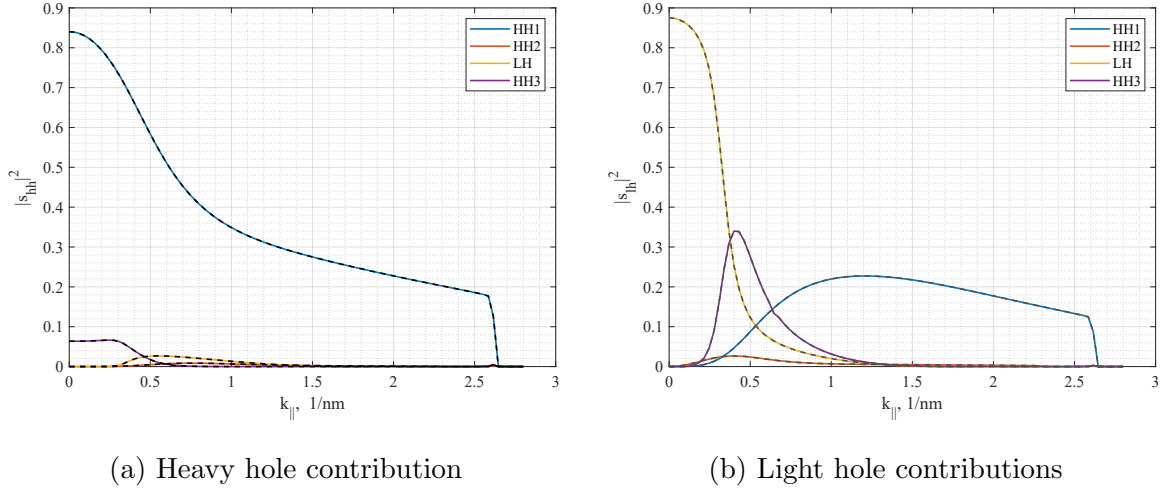 0.9
0.8
0.7
0.6
0.5
0.4
0.3
0.2
0.1
0
|s_hh|^2
0 0.5 1 1.5 2 2.5 3
k_||, 1/nm
HH1
HH2
LH
HH3
(a) Heavy hole contribution
0.9
0.8
0.7
0.6
0.5
0.4
0.3
0.2
0.1
0
|s_lh|^2
0 0.5 1 1.5 2 2.5 3
k_||, 1/nm
HH1
HH2
LH
HH3
(b) Light hole contributions